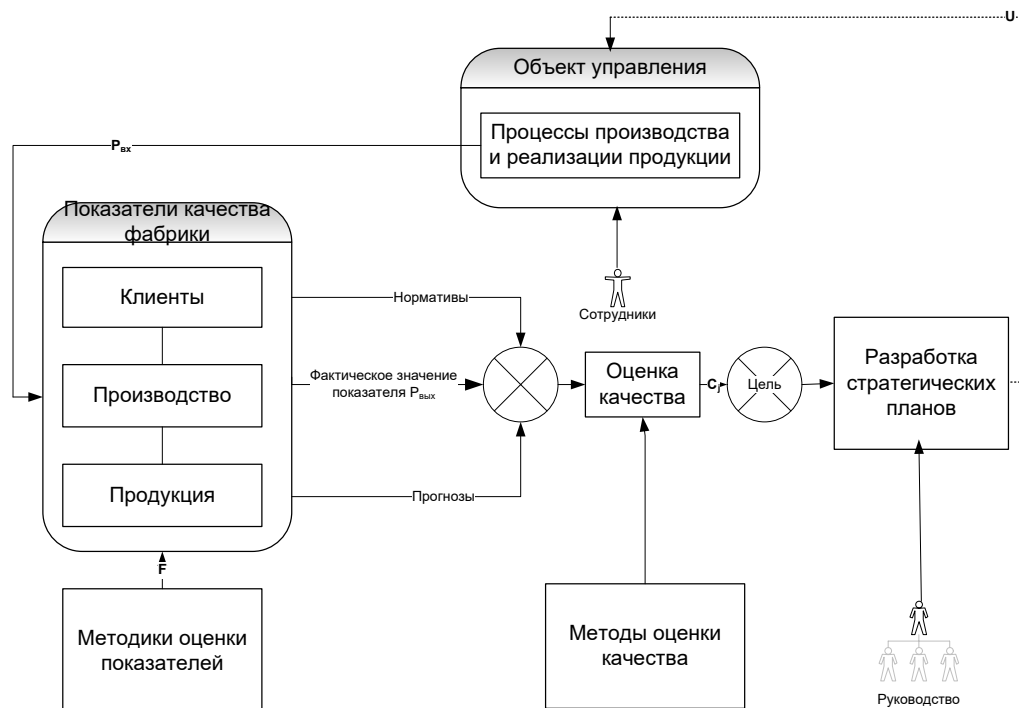 U
Объект управления
Процессы производства
и реализации продукции
Pвх
Показатели качества
фабрики
Клиенты
Нормативы
Сотрудники
Производство
Фактическое значение
показателя Pвых
Оценка
качества
Cj
Цель
Разработка
стратегических
планов
Продукция
Прогнозы
F
Методики оценки
показателей
Методы оценки
качества
Руководство